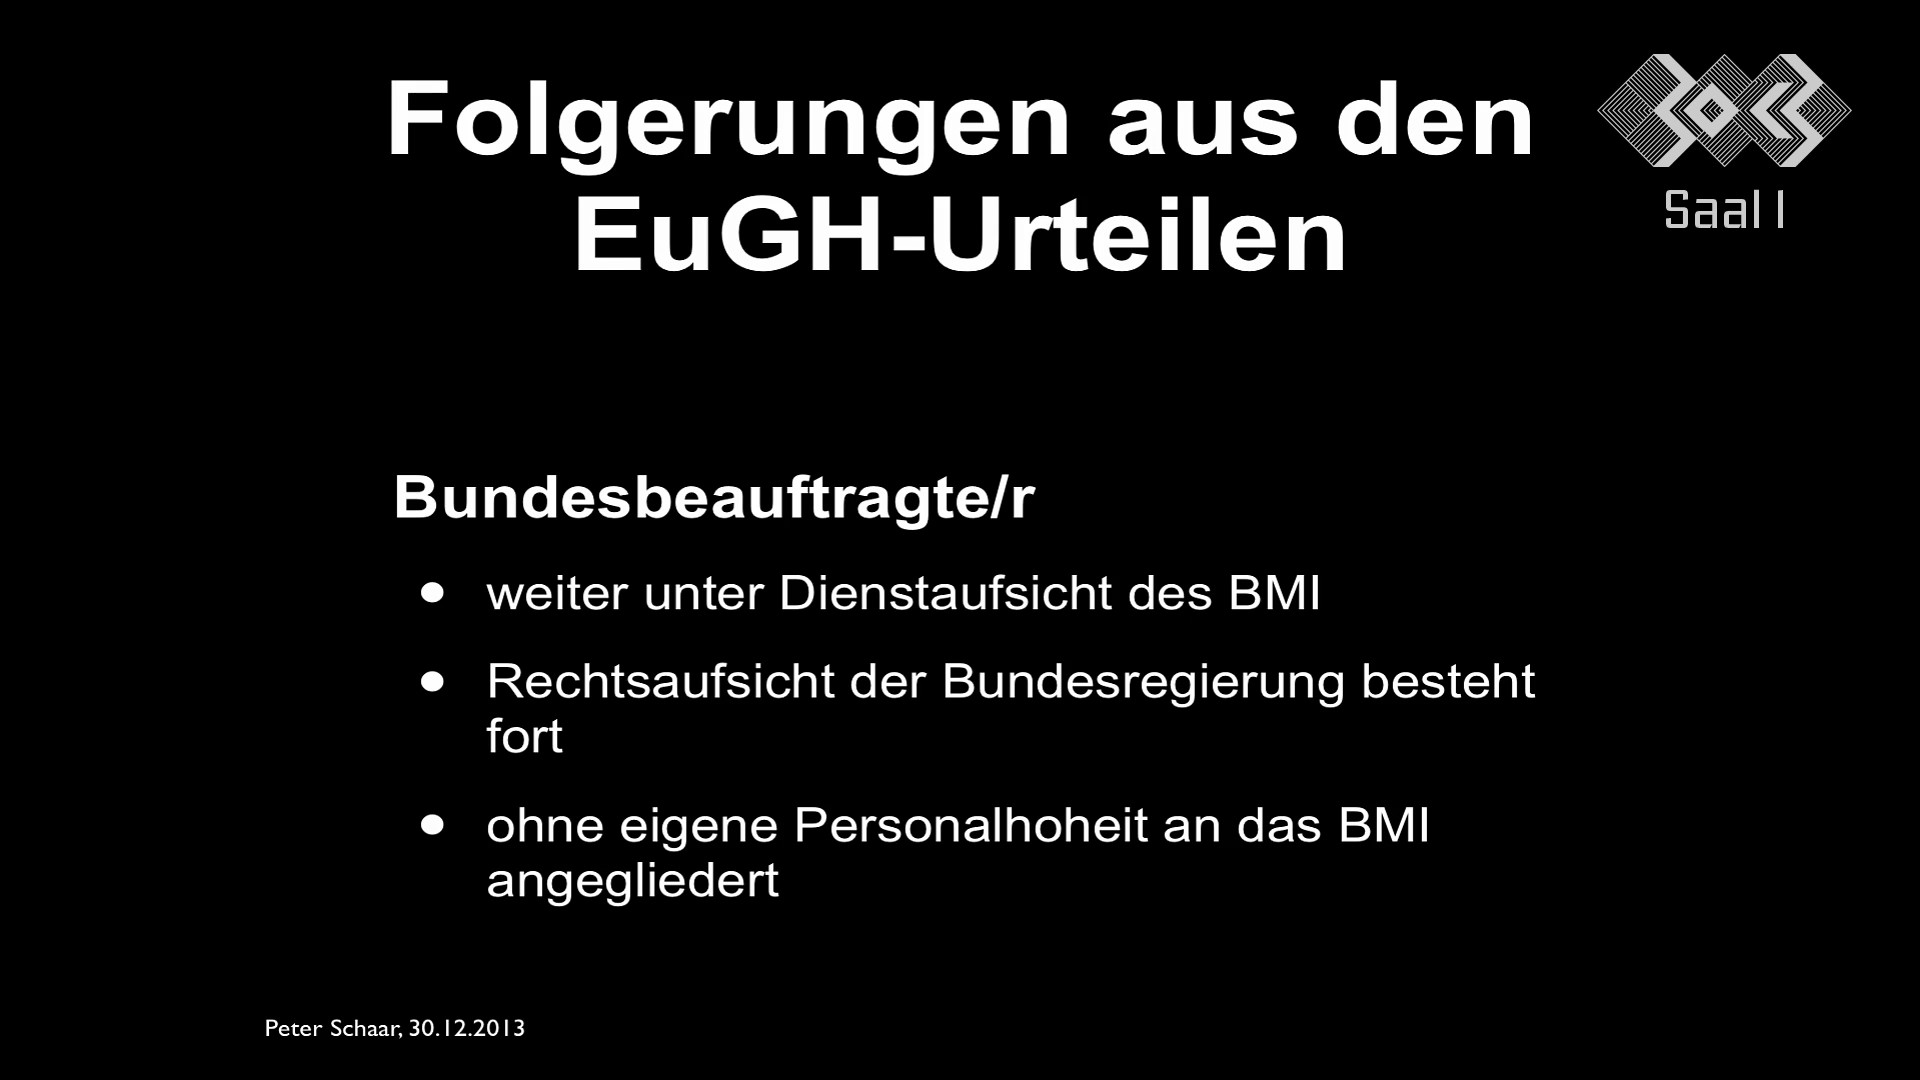 Folgerungen aus den
EuGH-Urteilen
Saal 1
Bundesbeauftragte/r
● weiter unter Dienstaufsicht des BMI
● Rechtsaufsicht der Bundesregierung besteht
fort
● ohne eigene Personalhoheit an das BMI
angegliedert
Peter Schaar, 30.12.2013